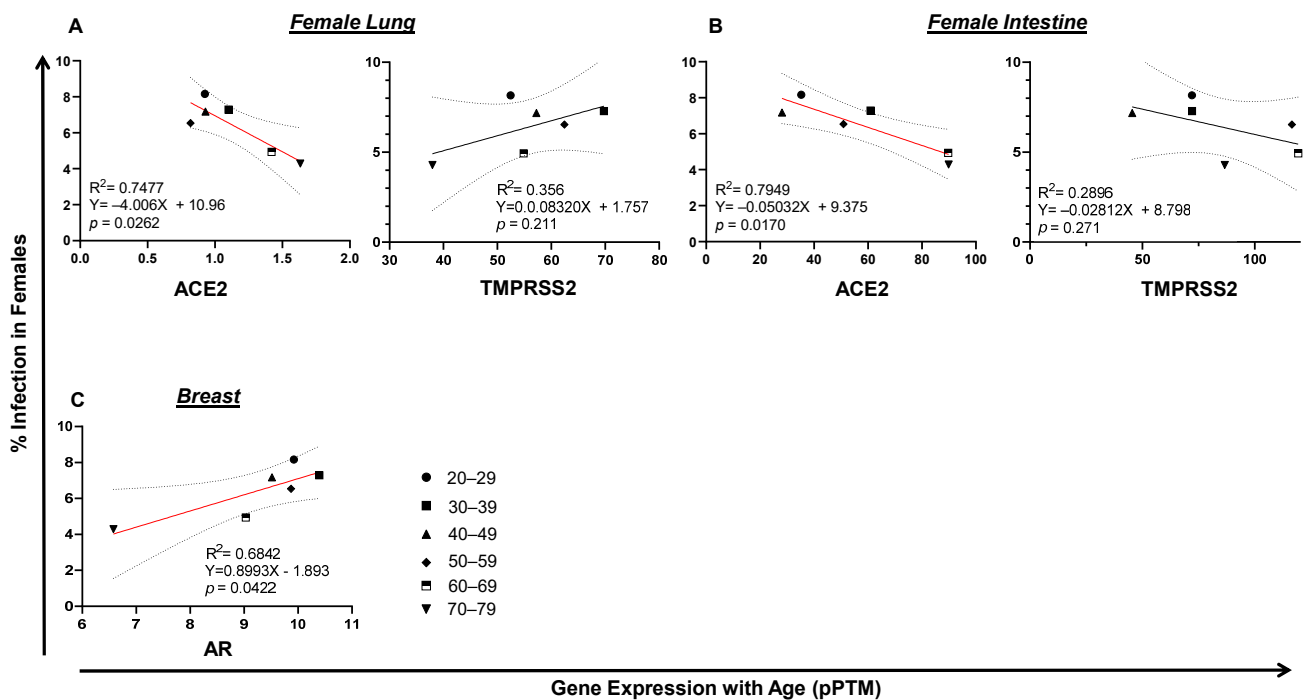 A
Female Lung
B
Female Intestine
% Infection in Females
10
8
6
4
2
0
0.0
0.5
1.0
1.5
2.0
R2= 0.7477
Y= –4.006X + 10.96
p = 0.0262
ACE2
10
5
0
30
40
50
60
70
80
R2= 0.356
Y=0.0.08320X + 1.757
p = 0.211
TMPRSS2
10
8
6
4
2
0
0
20
40
60
80
100
R2= 0.7949
Y= –0.05032X + 9.375
p = 0.0170
ACE2
10
5
0
0
50
100
R2= 0.2896
Y= –0.02812X + 8.798
p = 0.271
TMPRSS2
C
Breast
10
8
6
4
2
0
6
7
8
9
10
11
R2= 0.6842
Y=0.8993X - 1.893
p = 0.0422
AR
20–29
30–39
40–49
50–59
60–69
70–79
Gene Expression with Age (pPTM)